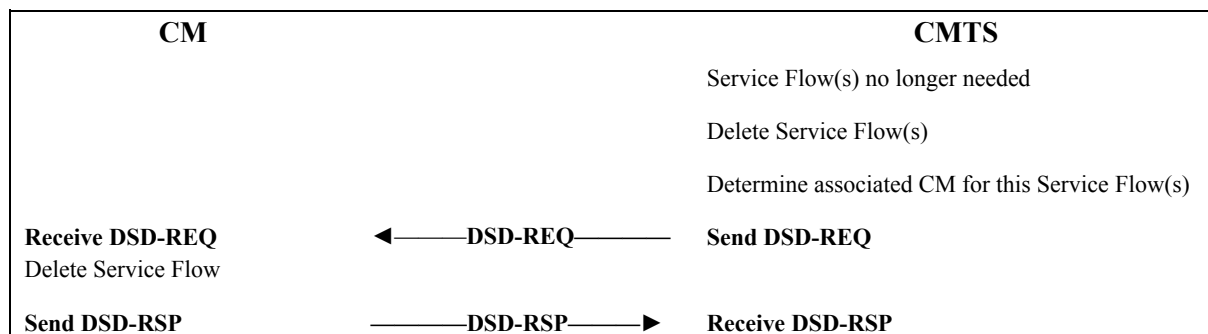 CM CMTS
Service Flow(s) no longer needed
Delete Service Flow(s)
Determine associated CM for this Service Flow(s)
Receive DSD-REQ DSD-REQ Send DSD-REQ
Delete Service Flow
Send DSD-RSP DSD-RSP Receive DSD-RSP